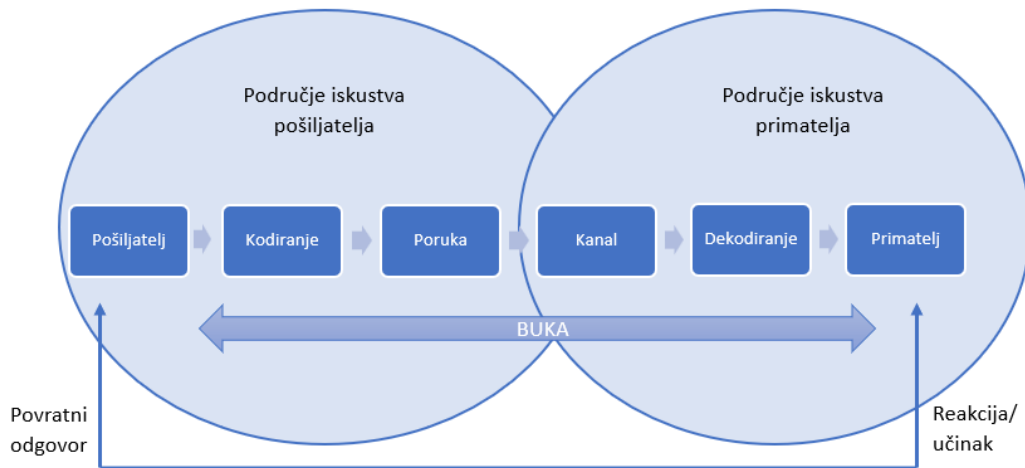 Područje iskustva
pošiljatelja
Područje iskustva
primatelja
Pošiljatelj
Kodiranje
Poruka
Kanal
Dekodiranje
Primatelj
BUKA
Povratni
odgovor
Reakcija/
učinak